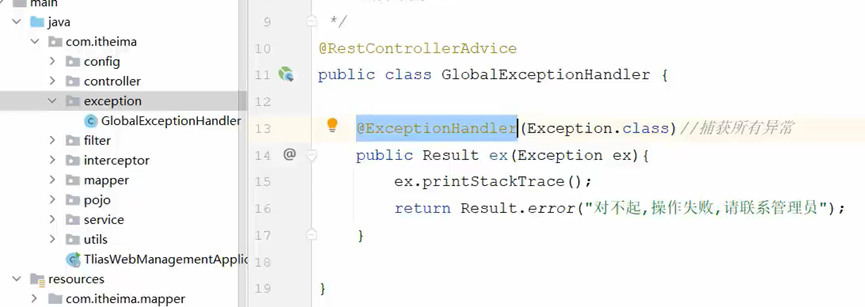 main
java
com.itheima
config
controller
exception
GlobalExceptionHandler
filter
interceptor
mapper
pojo
service
utils
TliasWebManagementApplic
resources
com.itheima.mapper
9 */
10 @RestControllerAdvice
11 public class GlobalExceptionHandler {
12
13 @ExceptionHandler(Exception.class)//捕获所有异常
14 @ public Result ex(Exception ex){
15 ex.printStackTrace();
16 return Result.error("对不起,操作失败,请联系管理员");
17 }
18
19 }